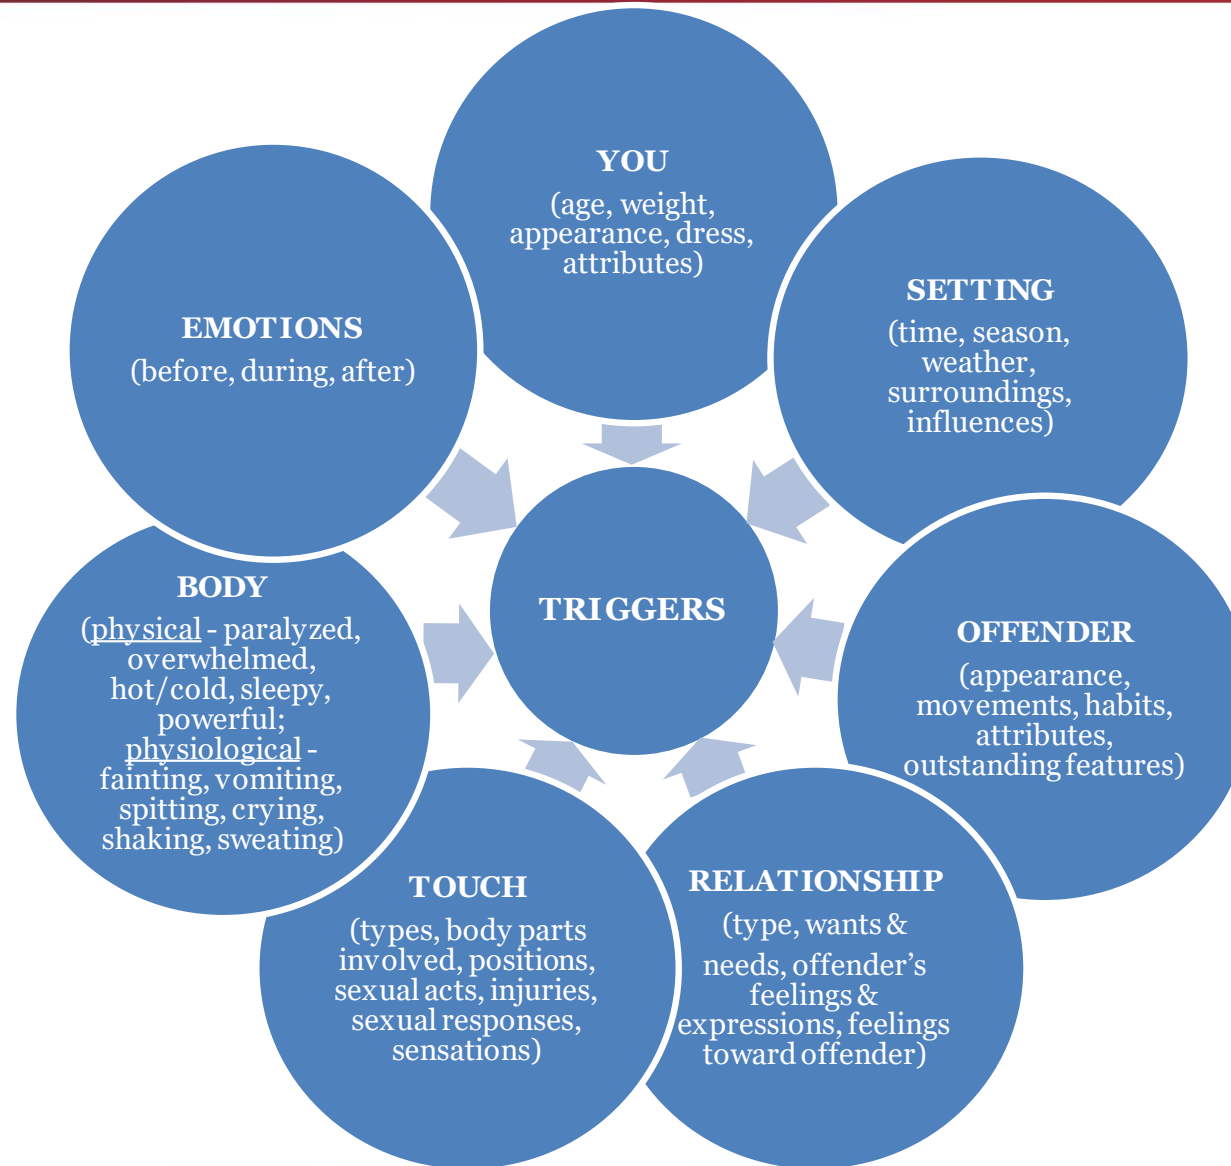 YOU
(age, weight,
appearance, dress,
attributes)
SETTING
(time, season,
weather,
surroundings,
influences)
OFFENDER
(appearance,
movements, habits,
attributes,
outstanding features)
RELATIONSHIP
(type, wants &
needs, offender’s
feelings &
expressions, feelings
toward offender)
TOUCH
(types, body parts
involved, positions,
sexual acts, injuries,
sexual responses,
sensations)
BODY
(physical - paralyzed,
overwhelmed,
hot/cold, sleepy,
powerful;
physiological -
fainting, vomiting,
spitting, crying,
shaking, sweating)
EMOTIONS
(before, during, after)
TRIGGERS